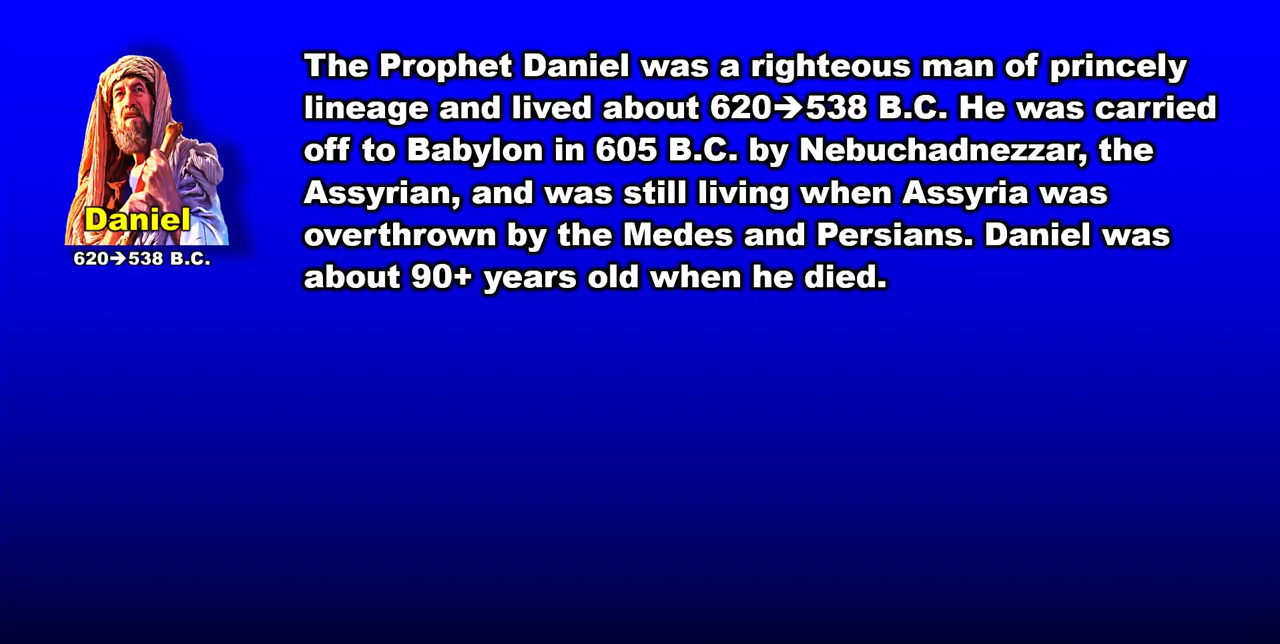 The Prophet Daniel was a righteous man of princely
lineage and lived about 620→538 B.C. He was carried
off to Babylon in 605 B.C. by Nebuchadnezzar, the
Assyrian, and was still living when Assyria was
overthrown by the Medes and Persians. Daniel was
about 90+ years old when he died.
Daniel
620→538 B.C.